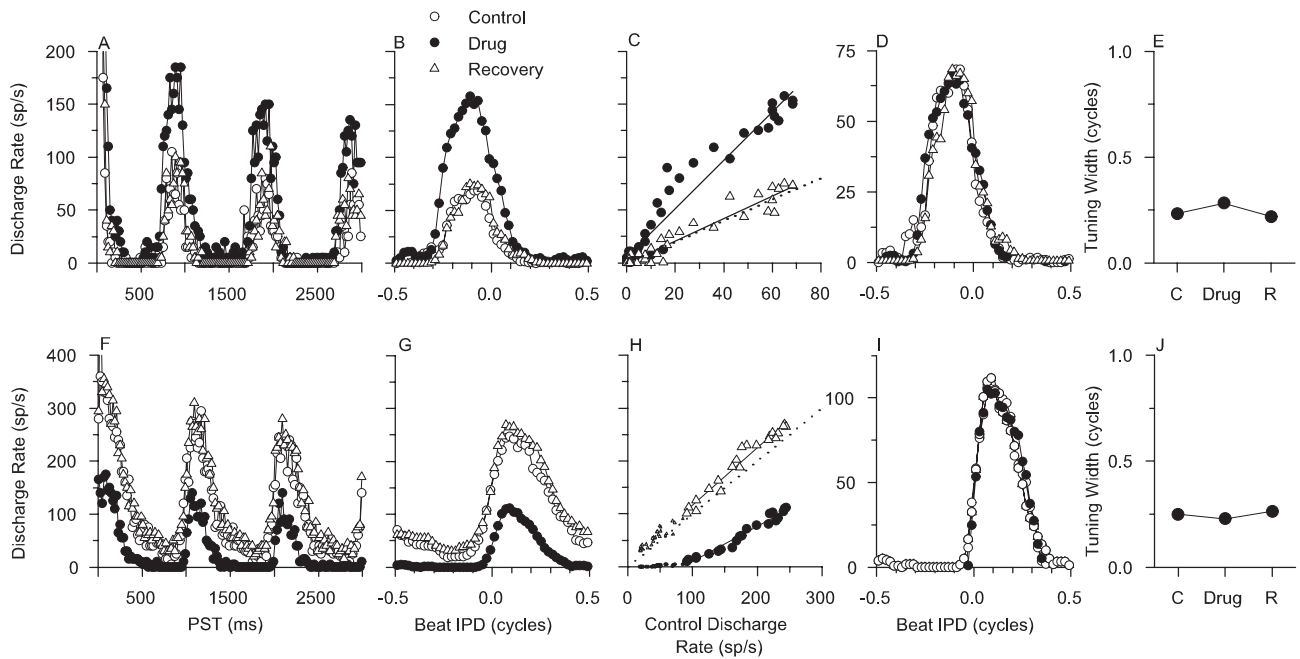 Control
Drug
Recovery
A
B
C
D
E
200
150
100
50
0
Discharge Rate (sp/s)
500
1500
2500
-0.5
0.0
0.5
0
20
40
60
80
75
50
25
0
-0.5
0.0
0.5
1.0
0.5
0.0
Tuning Width (cycles)
C
Drug
R
F
G
H
I
J
400
300
200
100
0
Discharge Rate (sp/s)
500
1500
2500
PST (ms)
-0.5
0.0
0.5
Beat IPD (cycles)
0
100
200
300
Control Discharge
Rate (sp/s)
100
50
0
-0.5
0.0
0.5
Beat IPD (cycles)
1.0
0.5
0.0
Tuning Width (cycles)
C
Drug
R